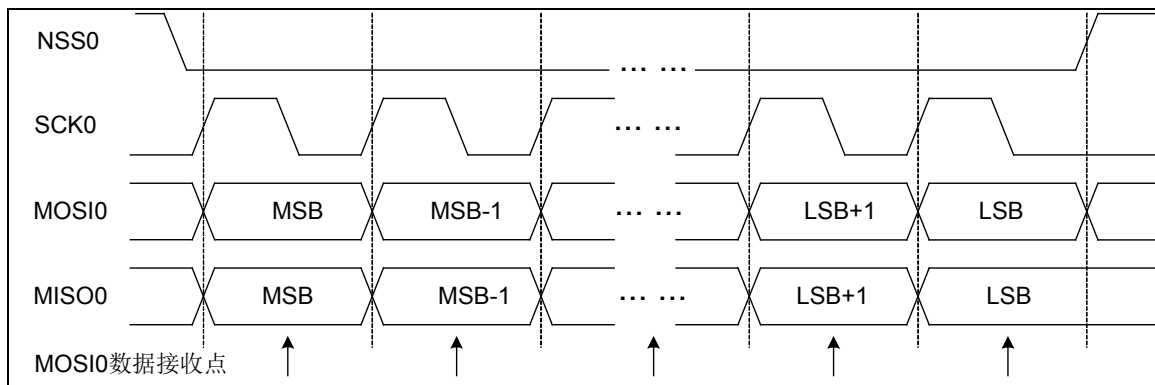 NSS0
... ...
SCK0
... ...
MOSI0 MSB MSB-1 ... ... LSB+1 LSB
MISO0 MSB MSB-1 ... ... LSB+1 LSB
MOSI0数据接收点